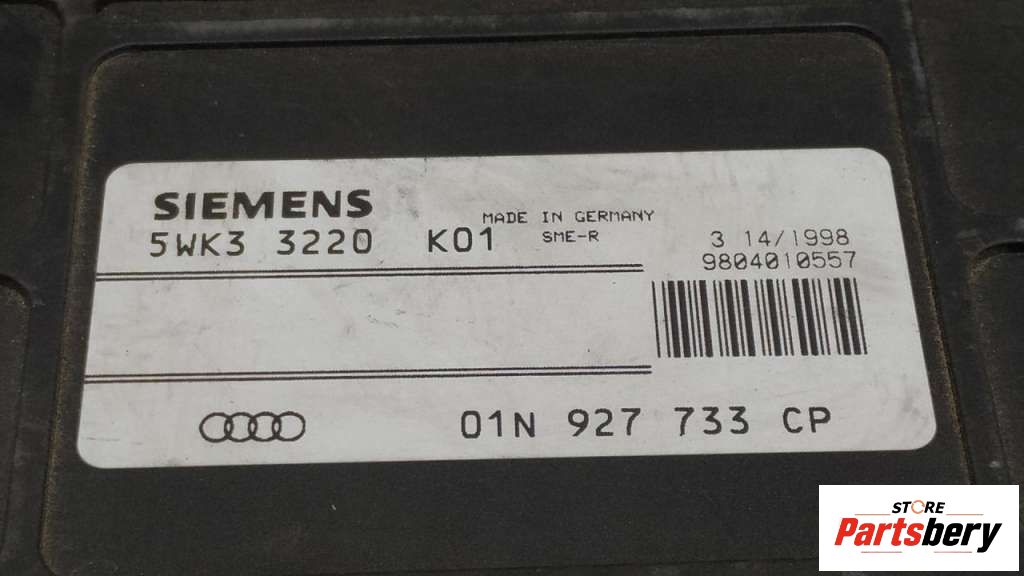 SIEMENS
MADE IN GERMANY
5WK3 3220 K01 SME-R
3 14/1998
9804010557
01N 927 733 CP
STORE
Partsbery